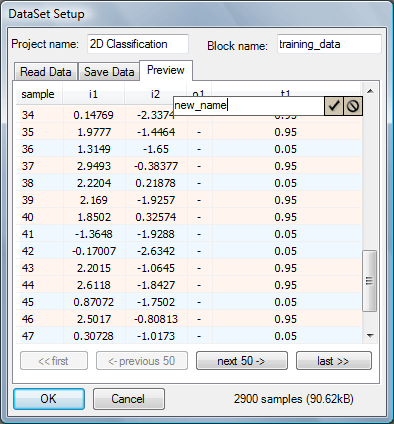 DataSet Setup
Project name: 2D Classification Block name: training_data
Read Data Save Data Preview
sample i1 i2 o1 t1
new_name
34 0.14769 -2.3374 0.95
35 1.9777 -1.4464 - 0.95
36 1.3149 -1.65 - 0.05
37 2.9493 -0.38377 - 0.95
38 2.2204 0.21878 - 0.05
39 2.169 -1.9257 - 0.95
40 1.8502 0.32574 - 0.95
41 -1.3648 -1.9288 - 0.05
42 -0.17007 -2.6342 - 0.05
43 2.2015 -1.0645 - 0.95
44 2.6118 -1.8427 - 0.95
45 0.87072 -1.7502 - 0.05
46 2.5017 -0.80813 - 0.95
47 0.30728 -1.0173 - 0.05
<< first <- previous 50 next 50 -> last >>
OK Cancel 2900 samples (90.62kB)